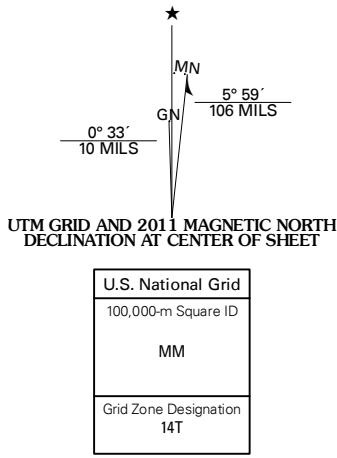 ★
MN
5° 59´
106 MILS
GN
0° 33´
10 MILS
UTM GRID AND 2011 MAGNETIC NORTH
DECLINATION AT CENTER OF SHEET
U.S. National Grid
100,000-m Square ID
MM
Grid Zone Designation
14T